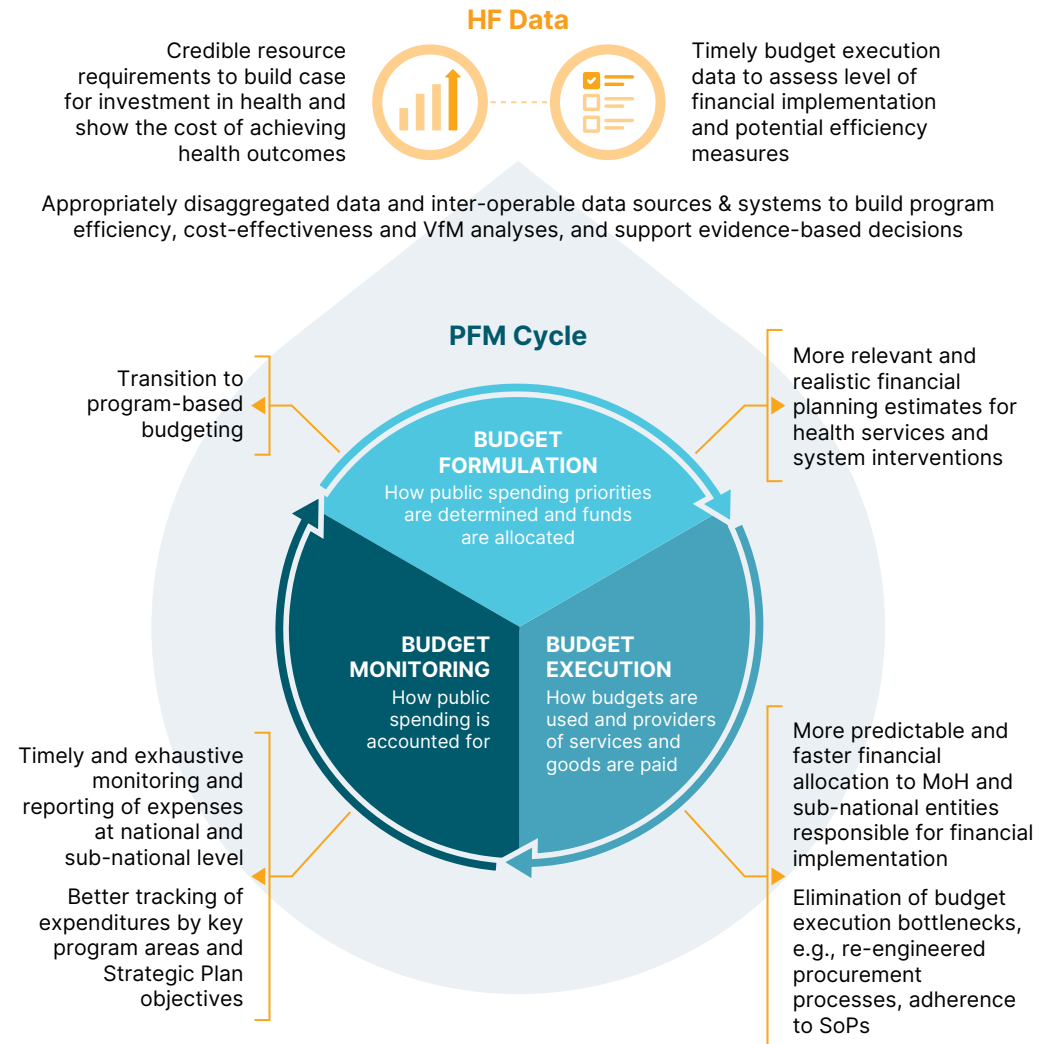 HF Data
Credible resource
requirements to build case
for investment in health and
show the cost of achieving
health outcomes
Timely budget execution
data to assess level of
financial implementation
and potential efficiency
measures
Appropriately disaggregated data and inter-operable data sources & systems to build program
efficiency, cost-effectiveness and VfM analyses, and support evidence-based decisions
PFM Cycle
Transition to
program-based
budgeting
More relevant and
realistic financial
planning estimates for
health services and
system interventions
BUDGET
FORMULATION
How public spending priorities
are determined and funds
are allocated
BUDGET
MONITORING
How public
spending is
accounted for
BUDGET
EXECUTION
How budgets are
used and providers
of services and
goods are paid
Timely and exhaustive
monitoring and
reporting of expenses
at national and
sub-national level
Better tracking of
expenditures by key
program areas and
Strategic Plan
objectives
More predictable and
faster financial
allocation to MoH and
sub-national entities
responsible for financial
implementation
Elimination of budget
execution bottlenecks,
e.g., re-engineered
procurement
processes, adherence
to SoPs